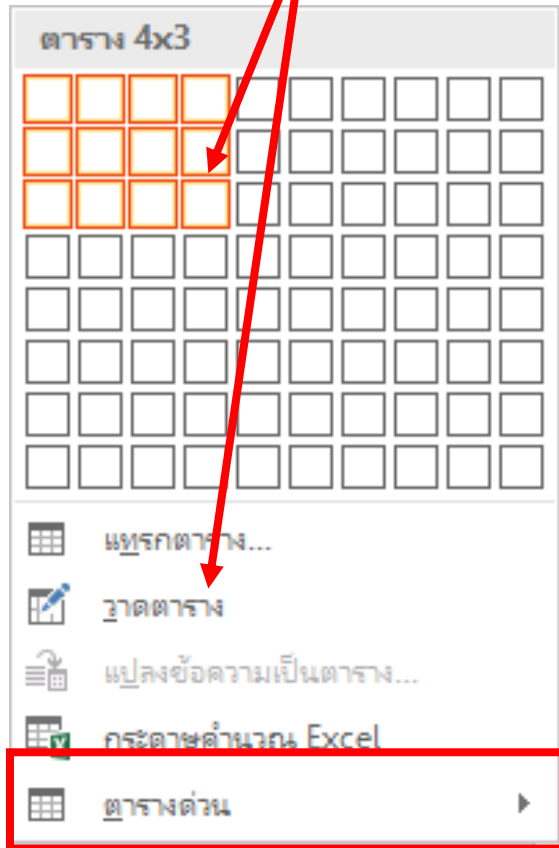 ตาราง 4x3
แทรกตาราง...
วาดตาราง
แปลงข้อความเป็นตาราง...
กระดาษคำนวณ Excel
ตารางด่วน